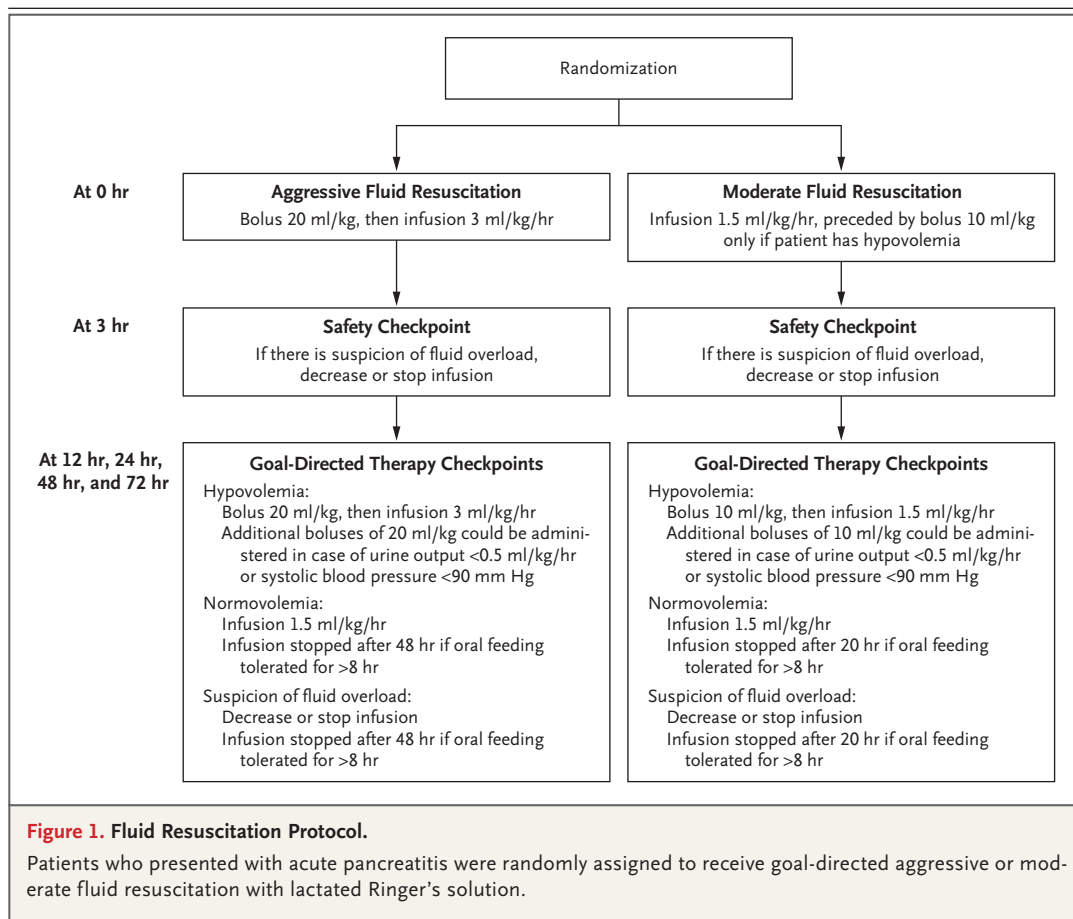 Randomization
At 0 hr
Aggressive Fluid Resuscitation
Bolus 20 ml/kg, then infusion 3 ml/kg/hr
Moderate Fluid Resuscitation
Infusion 1.5 ml/kg/hr, preceded by bolus 10 ml/kg
only if patient has hypovolemia
At 3 hr
Safety Checkpoint
If there is suspicion of fluid overload,
decrease or stop infusion
Safety Checkpoint
If there is suspicion of fluid overload,
decrease or stop infusion
At 12 hr, 24 hr,
48 hr, and 72 hr
Goal-Directed Therapy Checkpoints
Hypovolemia:
Bolus 20 ml/kg, then infusion 3 ml/kg/hr
Additional boluses of 20 ml/kg could be admini-
stered in case of urine output <0.5 ml/kg/hr
or systolic blood pressure <90 mm Hg
Normovolemia:
Infusion 1.5 ml/kg/hr
Infusion stopped after 48 hr if oral feeding
tolerated for >8 hr
Suspicion of fluid overload:
Decrease or stop infusion
Infusion stopped after 48 hr if oral feeding
tolerated for >8 hr
Goal-Directed Therapy Checkpoints
Hypovolemia:
Bolus 10 ml/kg, then infusion 1.5 ml/kg/hr
Additional boluses of 10 ml/kg could be admini-
stered in case of urine output <0.5 ml/kg/hr
or systolic blood pressure <90 mm Hg
Normovolemia:
Infusion 1.5 ml/kg/hr
Infusion stopped after 20 hr if oral feeding
tolerated for >8 hr
Suspicion of fluid overload:
Decrease or stop infusion
Infusion stopped after 20 hr if oral feeding
tolerated for >8 hr
Figure 1. Fluid Resuscitation Protocol.
Patients who presented with acute pancreatitis were randomly assigned to receive goal-directed aggressive or mod-
erate fluid resuscitation with lactated Ringer's solution.